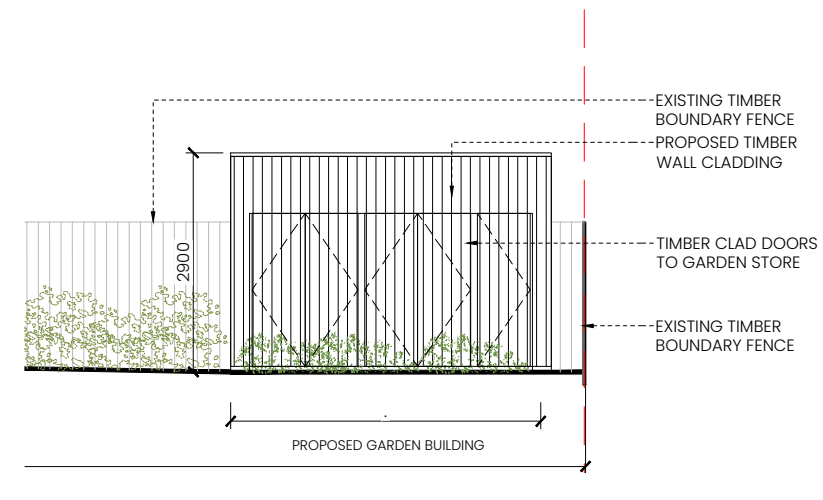 EXISTING TIMBER
BOUNDARY FENCE
PROPOSED TIMBER
WALL CLADDING
2900
TIMBER CLAD DOORS
TO GARDEN STORE
EXISTING TIMBER
BOUNDARY FENCE
PROPOSED GARDEN BUILDING